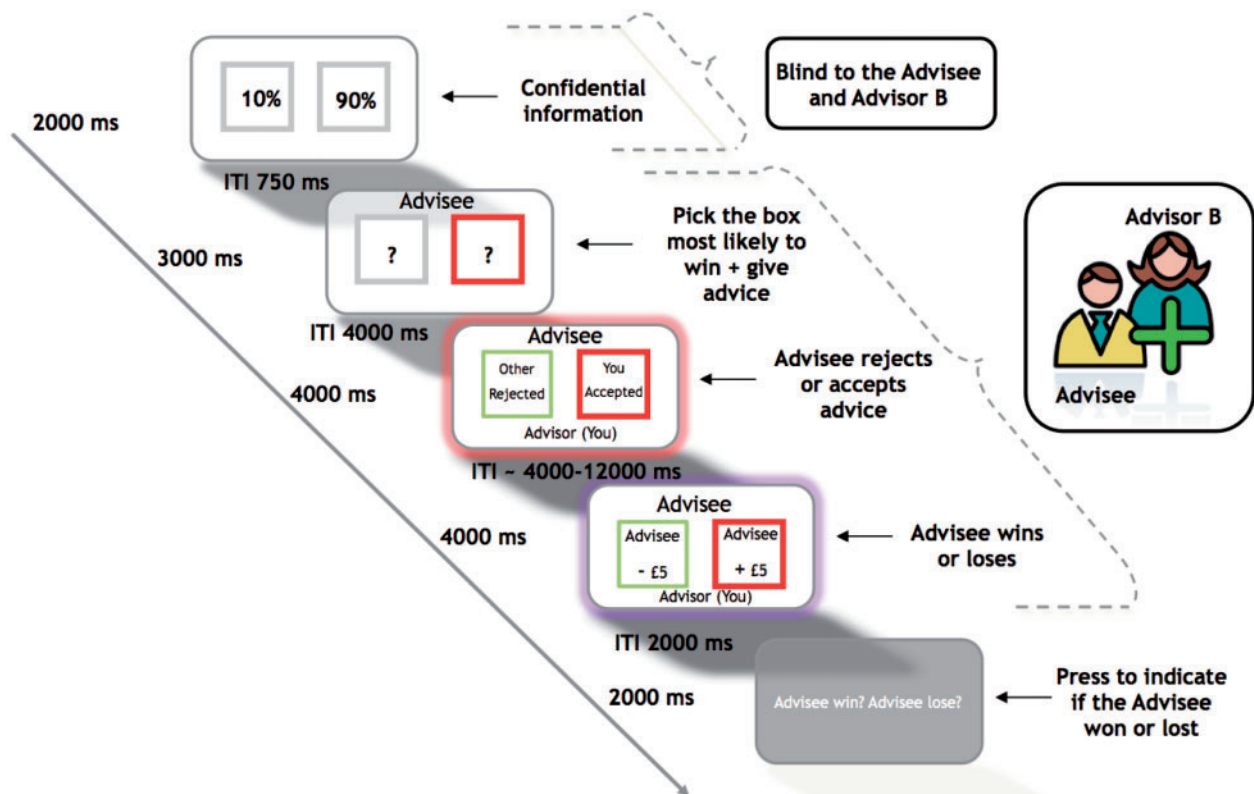 10% 90%
Confidential
information
Blind to the Advisee
and Advisor B
2000 ms
ITI 750 ms
Advisee
? ?
Pick the box
most likely to
win + give
advice
3000 ms
ITI 4000 ms
Advisee
Other You
Rejected Accepted
Advisor (You)
Advisee rejects
or accepts
advice
Advisor B
Advisee
4000 ms
ITI ~ 4000-12000 ms
Advisee
Advisee Advisee
- £5 + £5
Advisor (You)
Advisee wins
or loses
4000 ms
ITI 2000 ms
Advisee win? Advisee lose?
Press to indicate
if the Advisee
won or lost
2000 ms